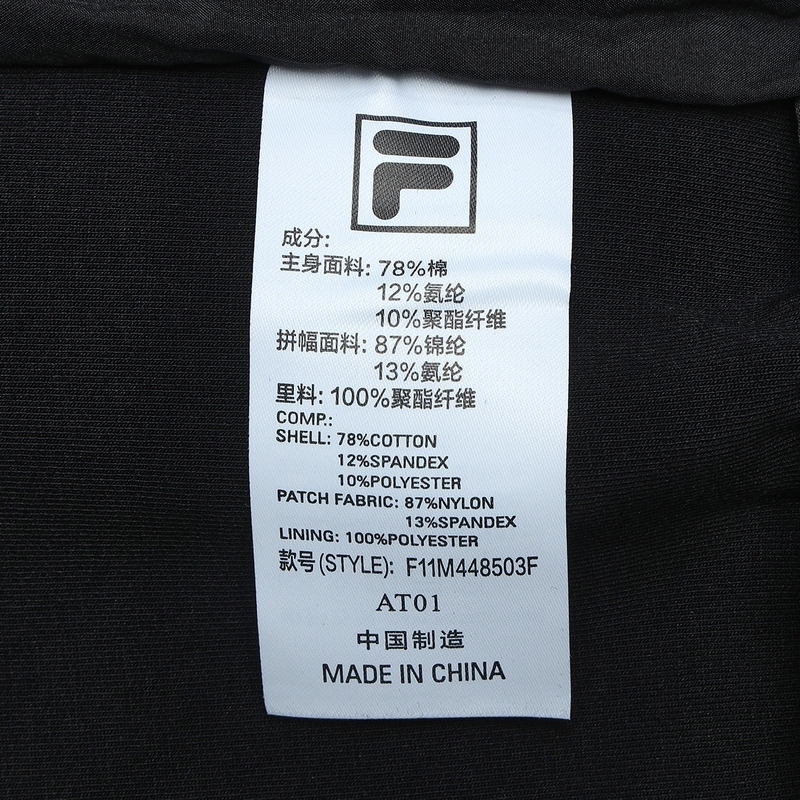 F
成分:
主身面料: 78%棉
12%氨纶
10%聚酯纤维
拼幅面料: 87%锦纶
13%氨纶
里料: 100%聚酯纤维
COMP.:
SHELL: 78%COTTON
12%SPANDEX
10%POLYESTER
PATCH FABRIC: 87%NYLON
13%SPANDEX
LINING: 100%POLYESTER
款号(STYLE): F11M448503F
AT01
中国制造
MADE IN CHINA